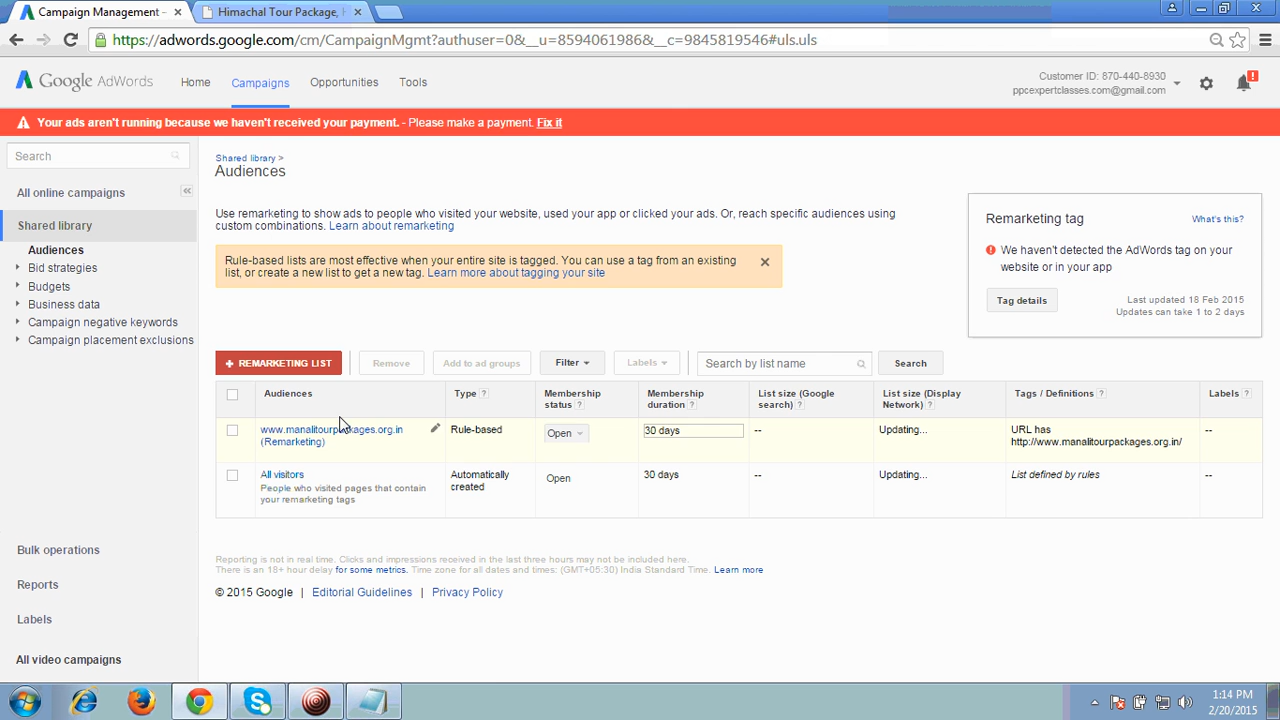 Campaign Management -
Himachal Tour Package, H
https://adwords.google.com/cm/CampaignMgmt?authuser=0&__u=8594061986&__c=9845819546#uls.uls
Google AdWords
Home
Campaigns
Opportunities
Tools
Customer ID: 870-440-8930
ppcexpertclasses.com@gmail.com
Your ads aren't running because we haven't received your payment. - Please make a payment. Fix it
Search
All online campaigns
Shared library
Audiences
Bid strategies
Budgets
Business data
Campaign negative keywords
Campaign placement exclusions
Bulk operations
Reports
Labels
All video campaigns
Shared library >
Audiences
Use remarketing to show ads to people who visited your website, used your app or clicked your ads. Or, reach specific audiences using
custom combinations. Learn about remarketing
Rule-based lists are most effective when your entire site is tagged. You can use a tag from an existing
list, or create a new list to get a new tag. Learn more about tagging your site
Remarketing tag
What's this?
We haven't detected the AdWords tag on your
website or in your app
Tag details
Last updated 18 Feb 2015
Updates can take 1 to 2 days
+ REMARKETING LIST
Remove
Add to ad groups
Filter
Labels
Search by list name
Search
Audiences
Type ?
Membership
status ?
Membership
duration ?
List size (Google
search) ?
List size (Display
Network) ?
Tags / Definitions ?
Labels ?
www.manalitourpackages.org.in
(Remarketing)
Rule-based
Open
30 days
--
Updating...
URL has
http://www.manalitourpackages.org.in/
--
All visitors
People who visited pages that contain
your remarketing tags
Automatically
created
Open
30 days
--
Updating...
List defined by rules
--
Reporting is not in real time. Clicks and impressions received in the last three hours may not be included here.
There is an 18+ hour delay for some metrics. Time zone for all dates and times: (GMT+05:30) India Standard Time. Learn more
© 2015 Google | Editorial Guidelines | Privacy Policy
1:14 PM
2/20/2015